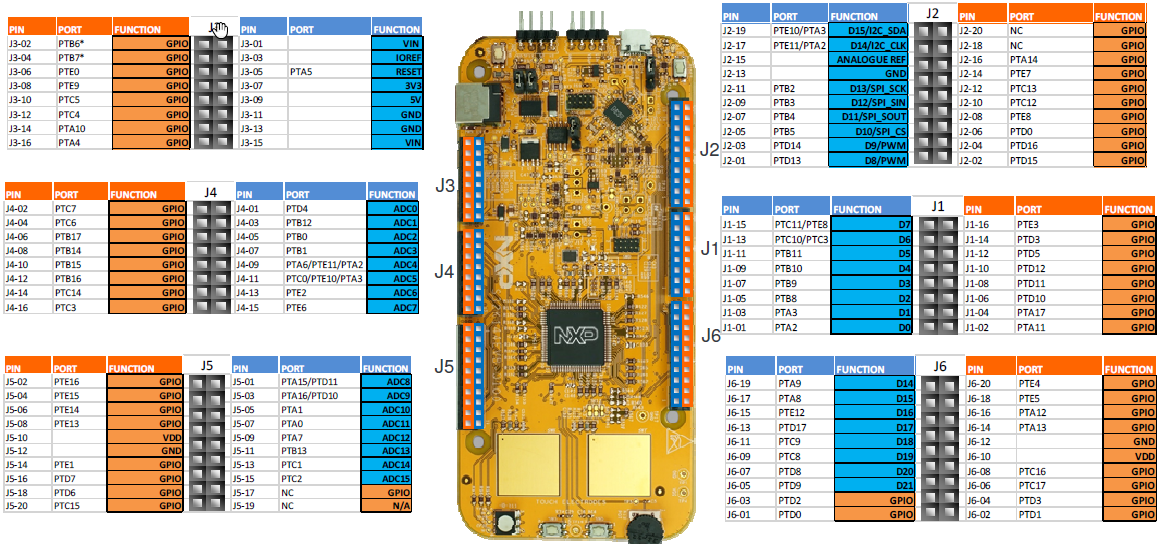 PIN PORT FUNCTION J3
J3-02 PTB6* GPIO J3-01 VIN
J3-04 PTB7* GPIO J3-03 IOREF
J3-06 PTE0 GPIO J3-05 PTA5 RESET
J3-08 PTE9 GPIO J3-07 3V3
J3-10 PTC5 GPIO J3-09 5V
J3-12 PTC4 GPIO J3-11 GND
J3-14 PTA10 GPIO J3-13 GND
J3-16 PTA4 GPIO J3-15 VIN
PIN PORT FUNCTION J4 PIN PORT FUNCTION
J4-02 PTC7 GPIO J4-01 PTD4 ADC0
J4-04 PTC6 GPIO J4-03 PTB12 ADC1
J4-06 PTB17 GPIO J4-05 PTB0 ADC2
J4-08 PTB14 GPIO J4-07 PTB1 ADC3
J4-10 PTB15 GPIO J4-09 PTA6/PTE11/PTA2 ADC4
J4-12 PTB16 GPIO J4-11 PTC0/PTE10/PTA3 ADC5
J4-14 PTC14 GPIO J4-13 PTE2 ADC6
J4-16 PTC3 GPIO J4-15 PTE6 ADC7
PIN PORT FUNCTION J5 PIN PORT FUNCTION
J5-02 PTE16 GPIO J5-01 PTA15/PTD11 ADC8
J5-04 PTE15 GPIO J5-03 PTA16/PTD10 ADC9
J5-06 PTE14 GPIO J5-05 PTA1 ADC10
J5-08 PTE13 GPIO J5-07 PTA0 ADC11
J5-10 VDD J5-09 PTA7 ADC12
J5-12 GND J5-11 PTB13 ADC13
J5-14 PTE1 GPIO J5-13 PTC1 ADC14
J5-16 PTD7 GPIO J5-15 PTC2 ADC15
J5-18 PTD6 GPIO J5-17 NC GPIO
J5-20 PTC15 GPIO J5-19 NC N/A
J3
J4
J5
NXP
NXP
TOUCH ELECTRODES
J2
J1
J6
PIN PORT FUNCTION J2 PIN PORT FUNCTION
J2-19 PTE10/PTA3 D15/I2C_SDA J2-20 NC GPIO
J2-17 PTE11/PTA2 D14/I2C_CLK J2-18 NC GPIO
J2-15 ANALOGUE REF J2-16 PTA14 GPIO
J2-13 GND J2-14 PTE7 GPIO
J2-11 PTB2 D13/SPI_SCK J2-12 PTC13 GPIO
J2-09 PTB3 D12/SPI_SIN J2-10 PTC12 GPIO
J2-07 PTB4 D11/SPI_SOUT J2-08 PTE8 GPIO
J2-05 PTB5 D10/SPI_CS J2-06 PTD0 GPIO
J2-03 PTD14 D9/PWM J2-04 PTD16 GPIO
J2-01 PTD13 D8/PWM J2-02 PTD15 GPIO
PIN PORT FUNCTION J1 PIN PORT FUNCTION
J1-15 PTC11/PTE8 D7 J1-16 PTE3 GPIO
J1-13 PTC10/PTC3 D6 J1-14 PTD3 GPIO
J1-11 PTB11 D5 J1-12 PTD5 GPIO
J1-09 PTB10 D4 J1-10 PTD12 GPIO
J1-07 PTB9 D3 J1-08 PTD11 GPIO
J1-05 PTB8 D2 J1-06 PTD10 GPIO
J1-03 PTA3 D1 J1-04 PTA17 GPIO
J1-01 PTA2 D0 J1-02 PTA11 GPIO
PIN PORT FUNCTION J6 PIN PORT FUNCTION
J6-19 PTA9 D14 J6-20 PTE4 GPIO
J6-17 PTA8 D15 J6-18 PTE5 GPIO
J6-15 PTE12 D16 J6-16 PTA12 GPIO
J6-13 PTD17 D17 J6-14 PTA13 GPIO
J6-11 PTC9 D18 J6-12 GND
J6-09 PTC8 D19 J6-10 VDD
J6-07 PTD8 D20 J6-08 PTC16 GPIO
J6-05 PTD9 D21 J6-06 PTC17 GPIO
J6-03 PTD2 GPIO J6-04 PTD3 GPIO
J6-01 PTD0 GPIO J6-02 PTD1 GPIO